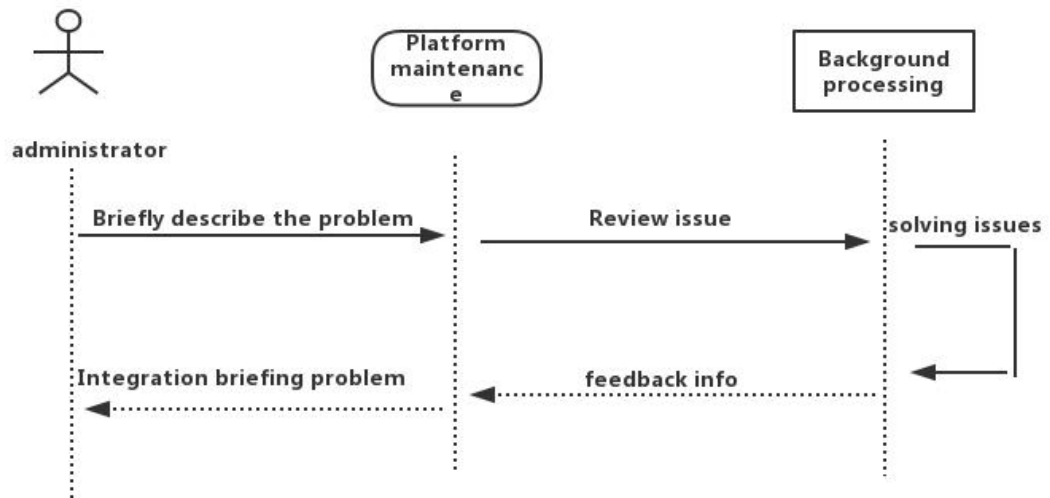 Platform
maintenanc
e
Background
processing
administrator
Briefly describe the problem
Review issue
solving issues
Integration briefing problem
feedback info